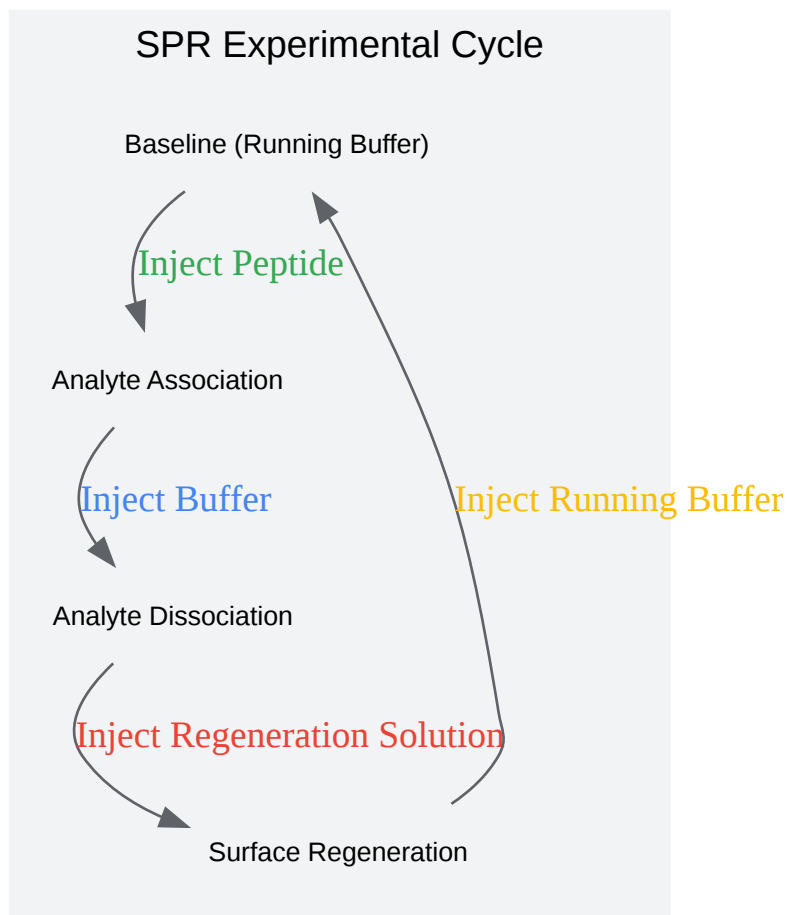 SPR Experimental Cycle
Baseline (Running Buffer)
Inject Peptide
Analyte Association
Inject Buffer
Inject Running Buffer
Analyte Dissociation
Inject Regeneration Solution
Surface Regeneration